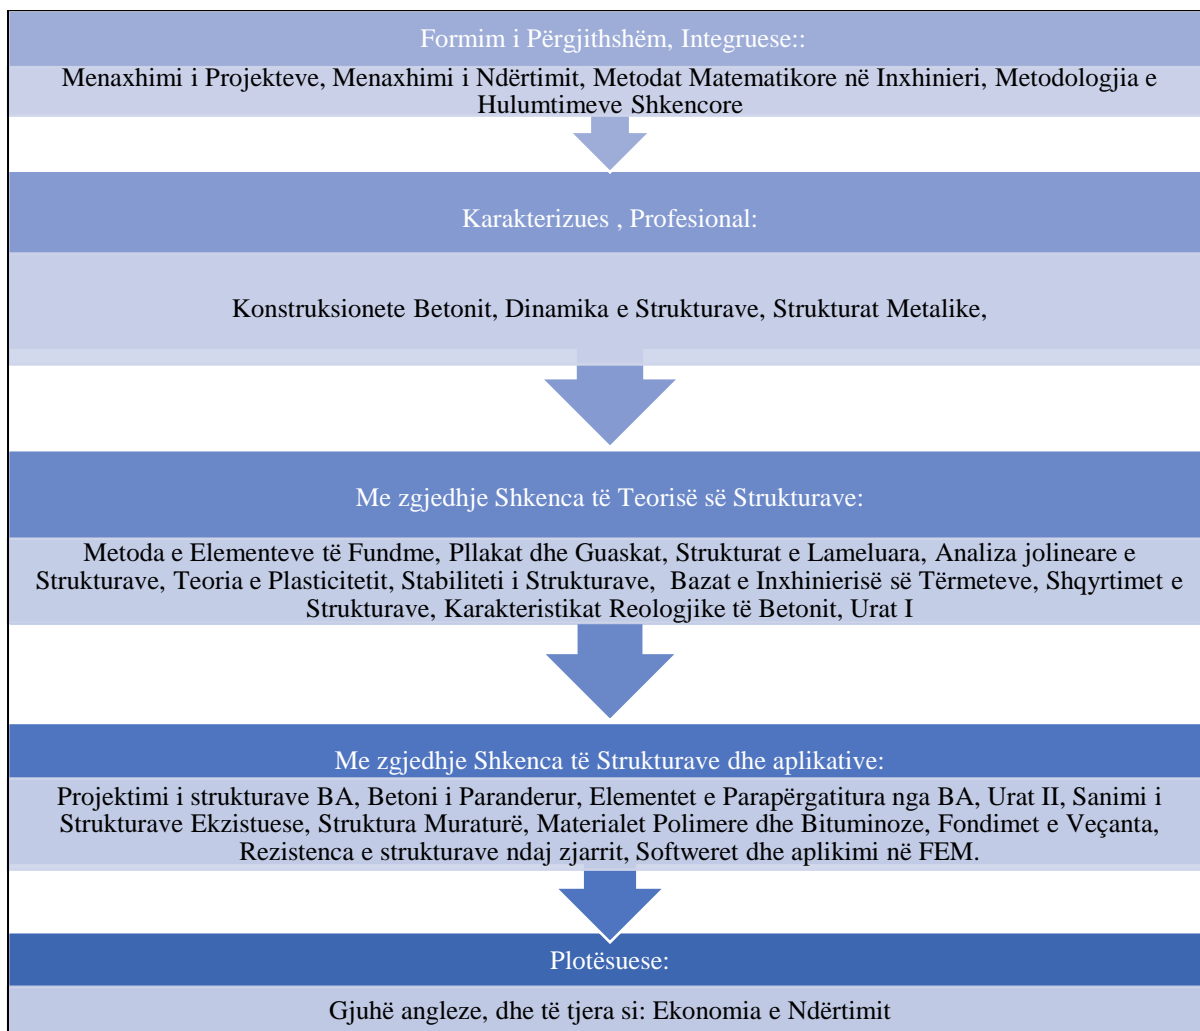 Formim i Përgjithshëm, Integruese::
Menaxhimi i Projekteve, Menaxhimi i Ndërtimit, Metodat Matematikore në Inxhinieri, Metodologjia e
Hulumtimeve Shkencore
Karakterizues , Profesional:
Konstruksionete Betonit, Dinamika e Strukturave, Strukturat Metalike,
Me zgjedhje Shkenca të Teorisë së Strukturave:
Metoda e Elementeve të Fundme, Pllakat dhe Guaskat, Strukturat e Lameluara, Analiza jolineare e
Strukturave, Teoria e Plasticitetit, Stabiliteti i Strukturave, Bazat e Inxhinierisë së Tërmeteve, Shqyrtimet e
Strukturave, Karakteristikat Reologjike të Betonit, Urat I
Me zgjedhje Shkenca të Strukturave dhe aplikative:
Projektimi i strukturave BA, Betoni i Paranderur, Elementet e Parapërgatitura nga BA, Urat II, Sanimi i
Strukturave Ekzistuese, Struktura Muraturë, Materialet Polimere dhe Bituminoze, Fondimet e Veçanta,
Rezistenca e strukturave ndaj zjarrit, Softweret dhe aplikimi në FEM.
Plotësuese:
Gjuhë angleze, dhe të tjera si: Ekonomia e Ndërtimit